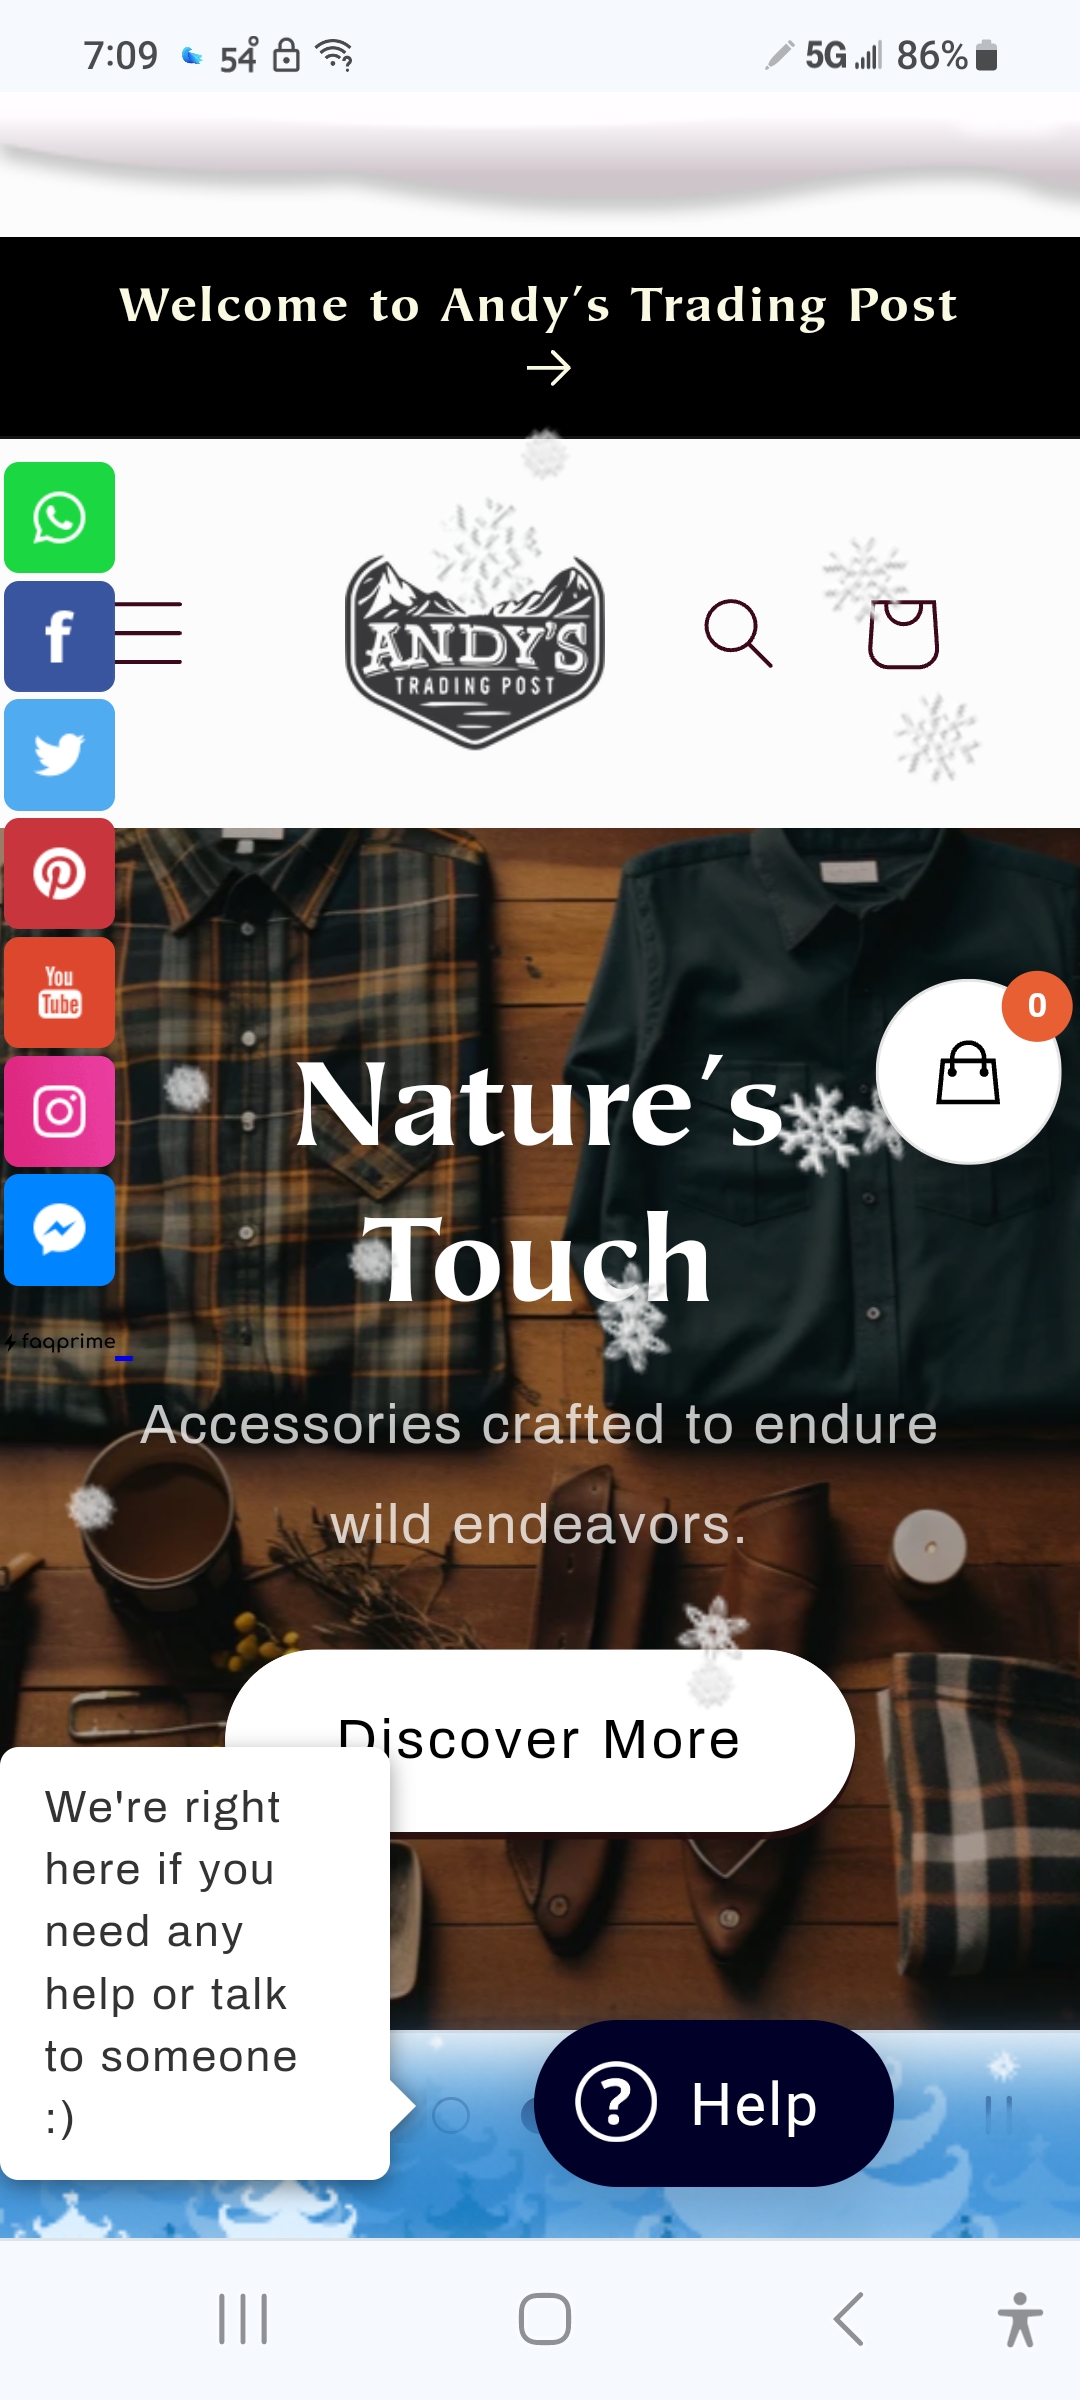 7:09 54° 5G 86%
Welcome to Andy's Trading Post
ANDY'S
TRADING POST
You
Tube
0
Nature's
Touch
faqprime
Accessories crafted to endure
wild endeavors.
Discover More
We're right
here if you
need any
help or talk
to someone
:)
? Help